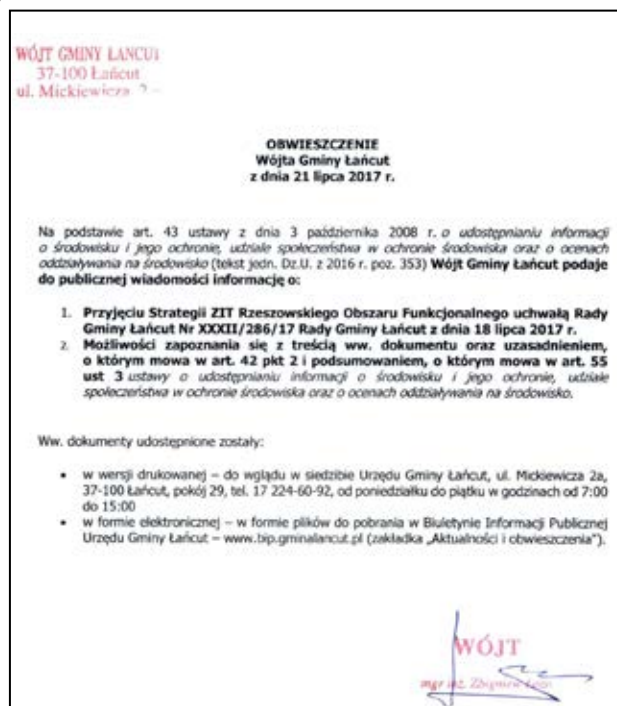 WÓJT GMINY ŁAŃCUT
37-100 Łańcut
ul. Mickiewicza 2
OBWIESZCZENIE
Wójta Gminy Łańcut
z dnia 21 lipca 2017 r.
Na podstawie art. 43 ustawy z dnia 3 października 2008 r. o udostępnianiu informacji
o środowisku i jego ochronie, udziale społeczeństwa w ochronie środowiska oraz o ocenach
oddziaływania na środowisko (tekst jedn. Dz.U. z 2016 r. poz. 353) Wójt Gminy Łańcut podaje
do publicznej wiadomości informację o:
1. Przyjęciu Strategii ZIT Rzeszowskiego Obszaru Funkcjonalnego uchwałą Rady
Gminy Łańcut Nr XXXII/286/17 Rady Gminy Łańcut z dnia 18 lipca 2017 r.
2. Możliwości zapoznania się z treścią ww. dokumentu oraz uzasadnieniem,
o którym mowa w art. 42 pkt 2 i podsumowaniem, o którym mowa w art. 55
ust 3 ustawy o udostępnianiu informacji o środowisku i jego ochronie, udziale
społeczeństwa w ochronie środowiska oraz o ocenach oddziaływania na środowisko.
Ww. dokumenty udostępnione zostały:
• w wersji drukowanej – do wglądu w siedzibie Urzędu Gminy Łańcut, ul. Mickiewicza 2a,
37-100 Łańcut, pokój 29, tel. 17 224-60-92, od poniedziałku do piątku w godzinach od 7:00
do 15:00
• w formie elektronicznej – w formie plików do pobrania w Biuletynie Informacji Publicznej
Urzędu Gminy Łańcut – www.bip.gminalancut.pl (zakładka „Aktualności i obwieszczenia").
WÓJT
mgr inż. Zbigniew